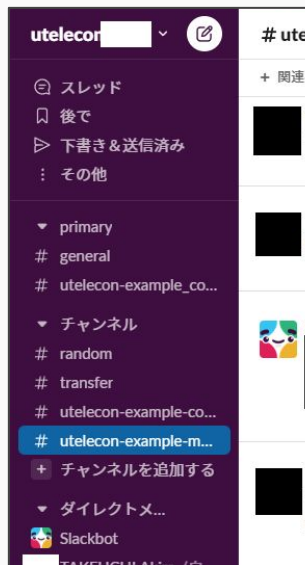 utelecon
# ute
+ 関連
スレッド
後で
下書き＆送信済み
その他
primary
# general
# utelecon-example_co...
チャンネル
# random
# transfer
# utelecon-example-co...
# utelecon-example-m...
+ チャンネルを追加する
ダイレクトメ...
Slackbot